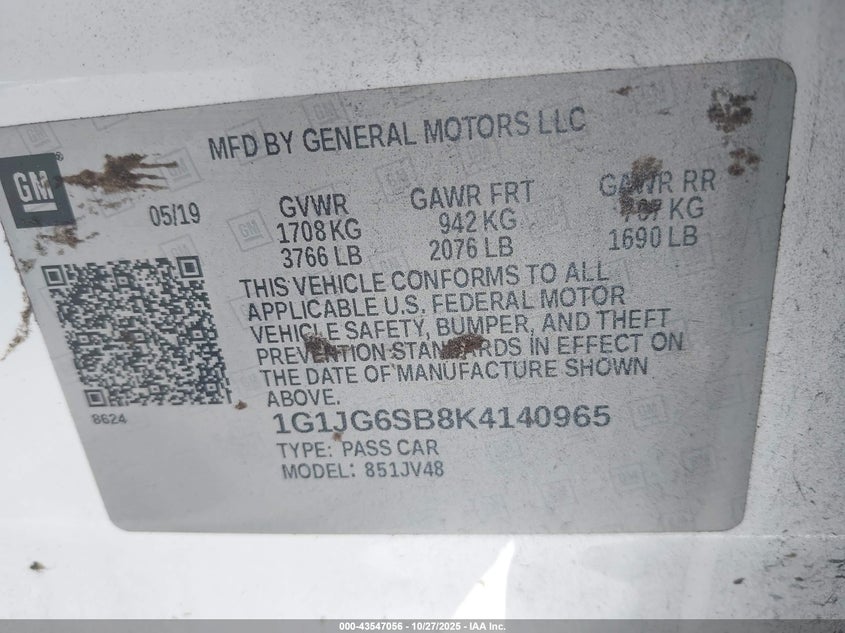 MFD BY GENERAL MOTORS LLC
GM
05/19
GVWR
1708 KG
3766 LB
GAWR FRT
942 KG
2076 LB
GAWR RR
KG
1690 LB
THIS VEHICLE CONFORMS TO ALL
APPLICABLE U.S. FEDERAL MOTOR
VEHICLE SAFETY, BUMPER, AND THEFT
PREVENTION STANDARDS IN EFFECT ON
THE DATE OF MANUFACTURE SHOWN
ABOVE.
8624
1G1JG6SB8K4140965
TYPE: PASS CAR
MODEL: 851JV48
000-43547056 - 10/27/2025 - IAA Inc.